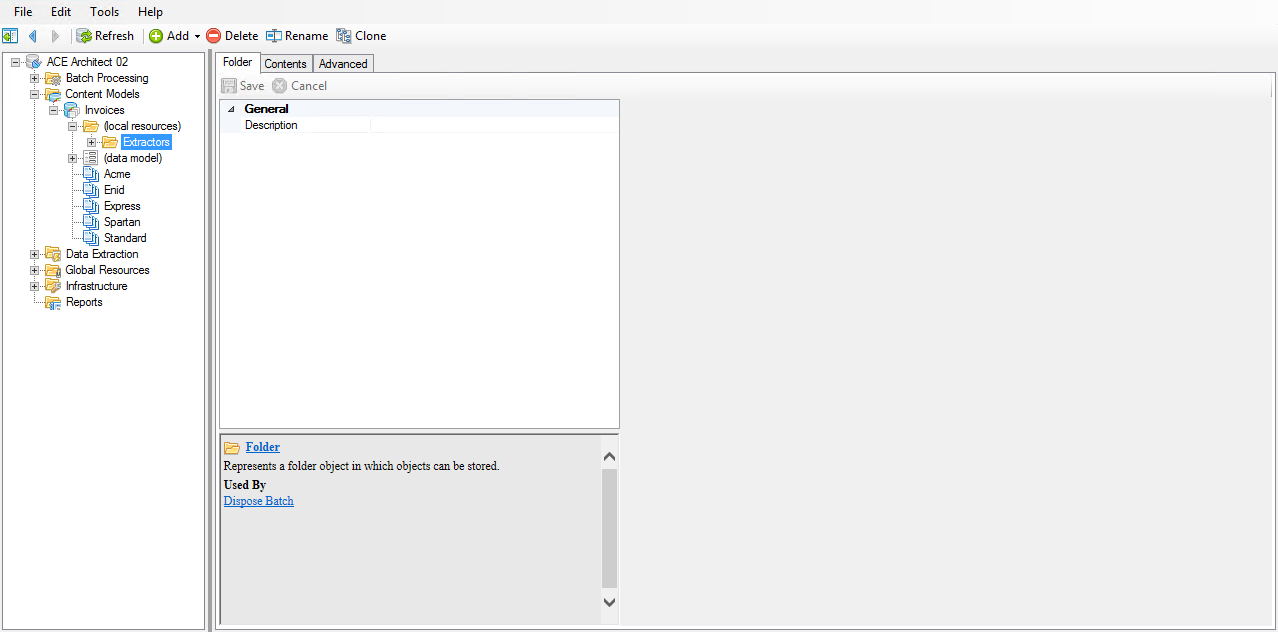 File Edit Tools Help
Refresh Add Delete Rename Clone
ACE Architect 02
Batch Processing
Content Models
Invoices
(local resources)
Extractors
(data model)
Acme
Enid
Express
Spartan
Standard
Data Extraction
Global Resources
Infrastructure
Reports
Folder Contents Advanced
Save Cancel
General
Description
Folder
Represents a folder object in which objects can be stored.
Used By
Dispose Batch